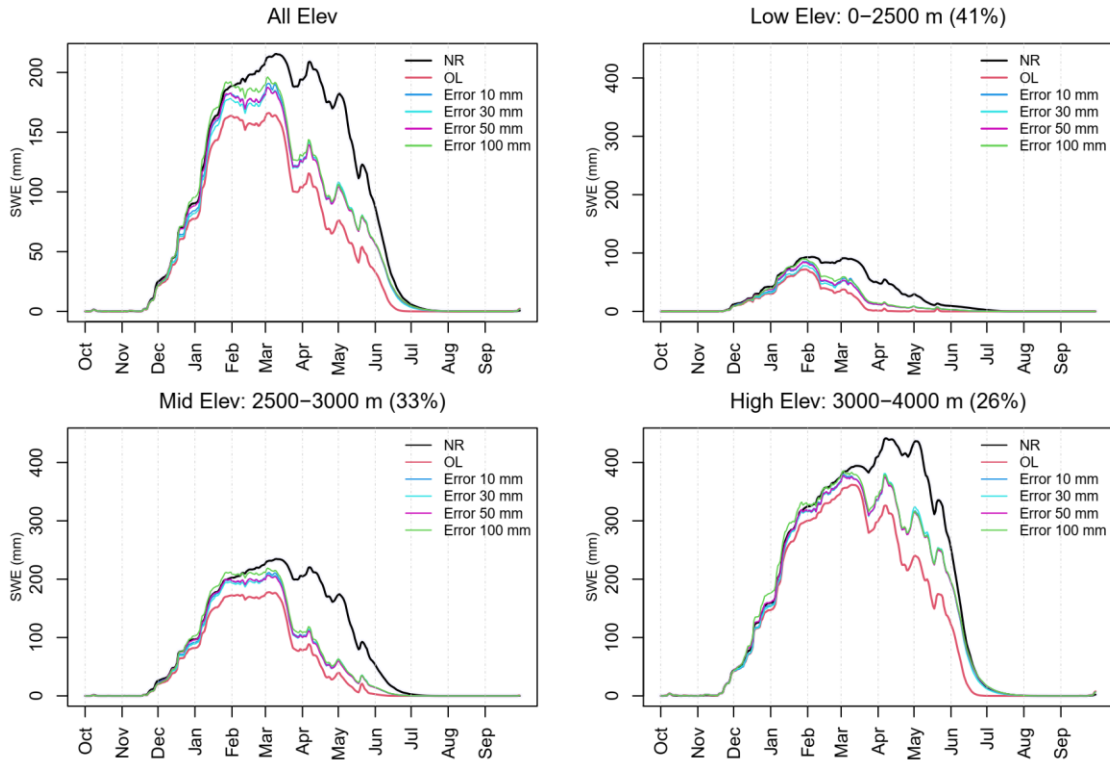 All Elev
SWE (mm)
200
150
100
50
0
NR
OL
Error 10 mm
Error 30 mm
Error 50 mm
Error 100 mm
Oct Nov Dec Jan Feb Mar Apr May Jun Jul Aug Sep
Low Elev: 0−2500 m (41%)
SWE (mm)
400
300
200
100
0
NR
OL
Error 10 mm
Error 30 mm
Error 50 mm
Error 100 mm
Oct Nov Dec Jan Feb Mar Apr May Jun Jul Aug Sep
Mid Elev: 2500−3000 m (33%)
SWE (mm)
400
300
200
100
0
NR
OL
Error 10 mm
Error 30 mm
Error 50 mm
Error 100 mm
Oct Nov Dec Jan Feb Mar Apr May Jun Jul Aug Sep
High Elev: 3000−4000 m (26%)
SWE (mm)
400
300
200
100
0
NR
OL
Error 10 mm
Error 30 mm
Error 50 mm
Error 100 mm
Oct Nov Dec Jan Feb Mar Apr May Jun Jul Aug Sep